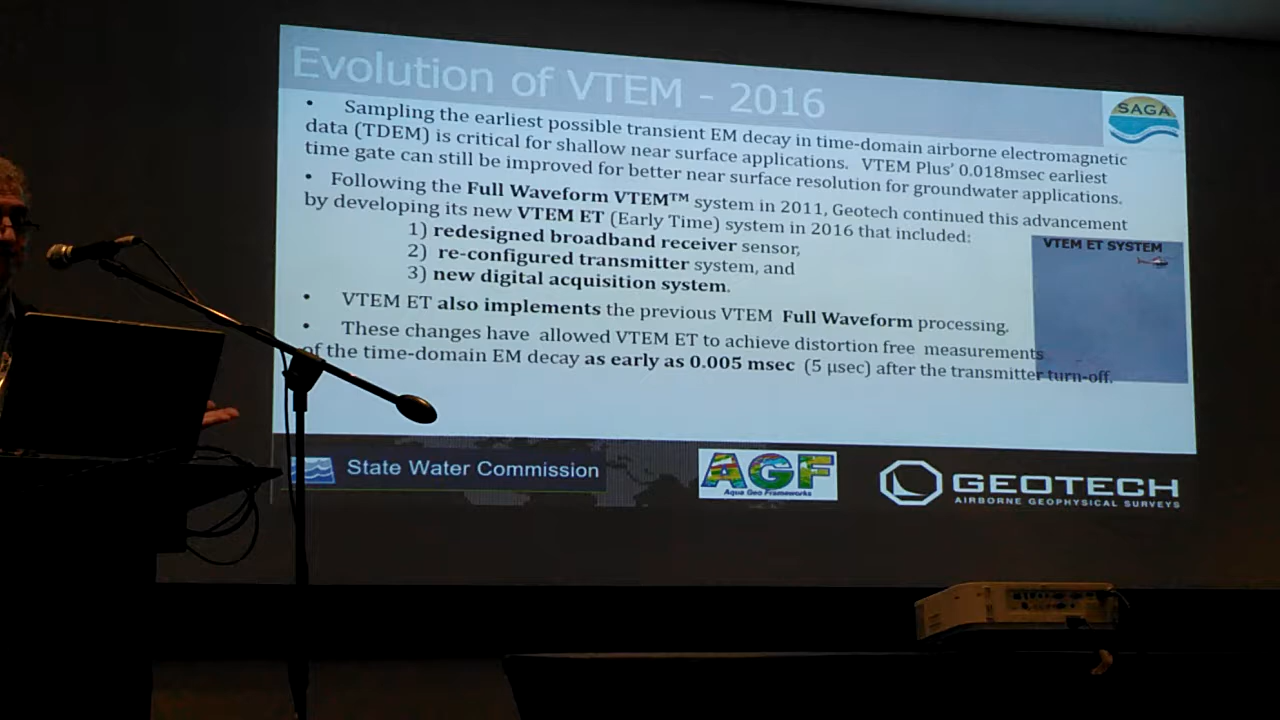 Evolution of VTEM - 2016
SAGA
• Sampling the earliest possible transient EM decay in time-domain airborne electromagnetic
data (TDEM) is critical for shallow near surface applications. VTEM Plus’ 0.018msec earliest
time gate can still be improved for better near surface resolution for groundwater applications.
• Following the Full Waveform VTEM™ system in 2011, Geotech continued this advancement
by developing its new VTEM ET (Early Time) system in 2016 that included:
1) redesigned broadband receiver sensor,
2) re-configured transmitter system, and
3) new digital acquisition system.
VTEM ET SYSTEM
• VTEM ET also implements the previous VTEM Full Waveform processing.
• These changes have allowed VTEM ET to achieve distortion free measurements
of the time-domain EM decay as early as 0.005 msec (5 μsec) after the transmitter turn-off.
State Water Commission
AGF
Aqua Geo Frameworks
GEOTECH
AIRBORNE GEOPHYSICAL SURVEYS